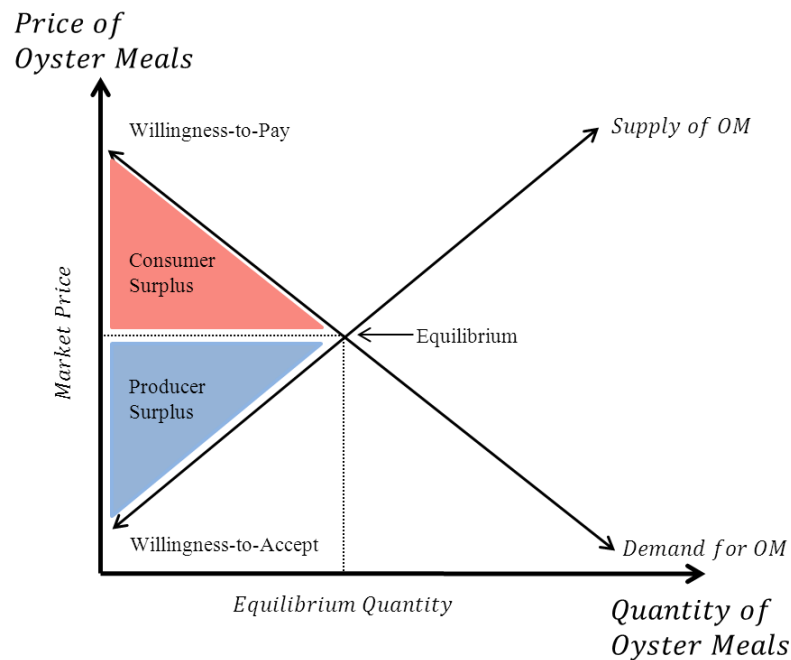 Price of
Oyster Meals
Willingness-to-Pay
Supply of OM
Consumer
Surplus
Market Price
Equilibrium
Producer
Surplus
Willingness-to-Accept
Demand for OM
Equilibrium Quantity
Quantity of
Oyster Meals